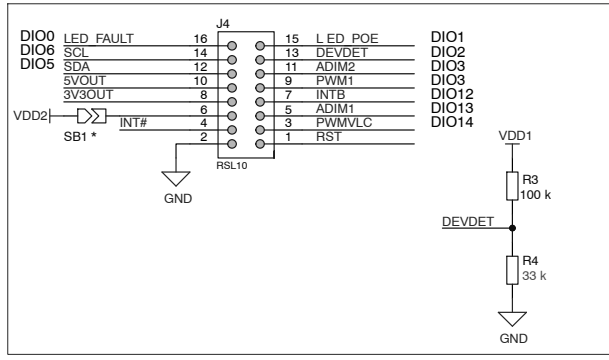 J4
DIO0 LED_FAULT 16 15 LED_POE DIO1
DIO6 SCL 14 13 DEVDET DIO2
DIO5 SDA 12 11 ADIM2 DIO3
5VOUT 10 9 PWM1 DIO3
3V3OUT 8 7 INTB DIO12
VDD2 6 5 ADIM1 DIO13
SB1 * INT# 4 3 PWMVLC DIO14
2 1 RST
RSL10
GND
VDD1
R3
100 k
DEVDET
R4
33 k
GND